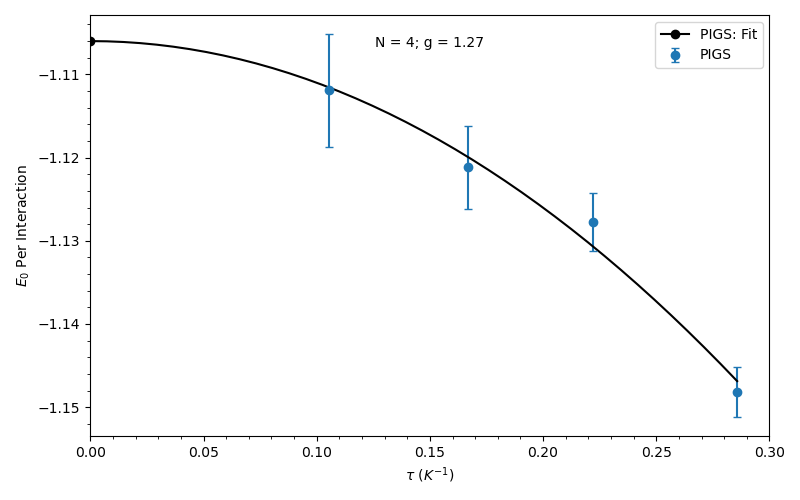 N = 4; g = 1.27
PIGS: Fit
PIGS
−1.11
−1.12
−1.13
−1.14
−1.15
E₀ Per Interaction
0.00 0.05 0.10 0.15 0.20 0.25 0.30
τ (K⁻¹)